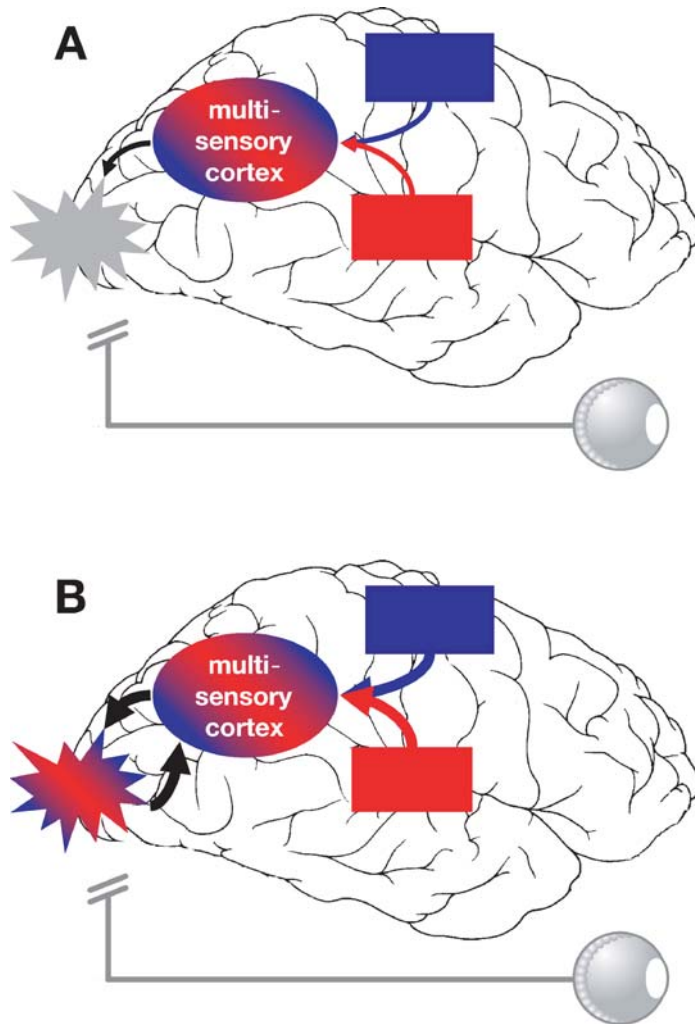 A
multi-
sensory
cortex
B
multi-
sensory
cortex